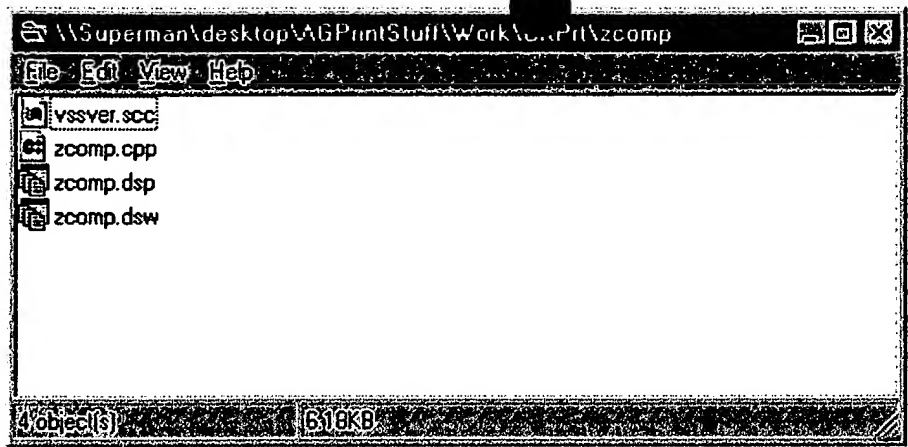 \\Superman\desktop\AGPrintStuff\Work\ \zcomp
File Edit View Help
vssver.scc
zcomp.cpp
zcomp.dsp
zcomp.dsw
4 object(s)
6.18KB